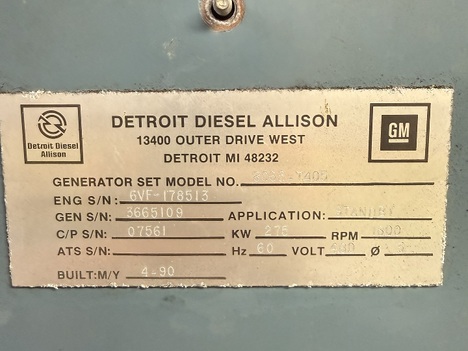 Detroit Diesel
Allison
DETROIT DIESEL ALLISON
13400 OUTER DRIVE WEST
DETROIT MI 48232
GM
GENERATOR SET MODEL NO.
ENG S/N: 6VF-178513
GEN S/N: 3665109 APPLICATION:
C/P S/N: 07561 KW 275 RPM 1800
ATS S/N: Hz 60 VOLT Ø
BUILT:M/Y 4-90